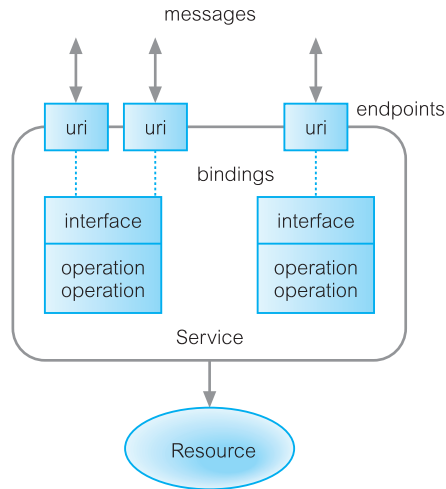 messages
uri
uri
uri
endpoints
bindings
interface
operation
operation
interface
operation
operation
Service
Resource